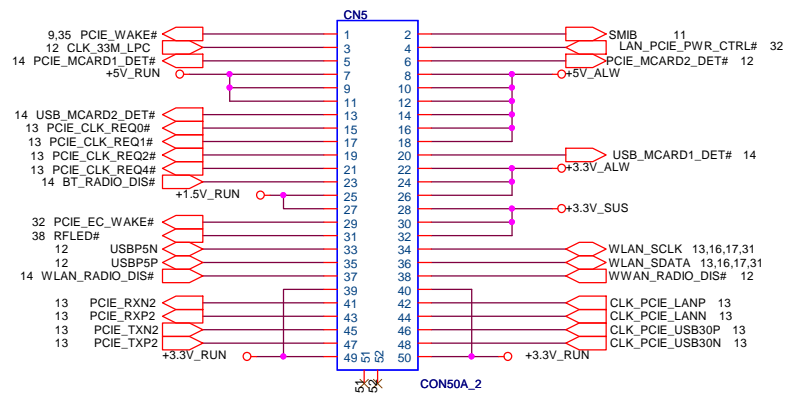 CN5
9,35 PCIE_WAKE# 1 2 SMIB 11
12 CLK_33M_LPC 3 4 LAN_PCIE_PWR_CTRL# 32
14 PCIE_MCARD1_DET# 5 6 PCIE_MCARD2_DET# 12
+5V_RUN 7 8 +5V_ALW
9 10
11 12
14 USB_MCARD2_DET# 13 14
13 PCIE_CLK_REQ0# 15 16
13 PCIE_CLK_REQ1# 17 18
13 PCIE_CLK_REQ2# 19 20 USB_MCARD1_DET# 14
13 PCIE_CLK_REQ4# 21 22 +3.3V_ALW
14 BT_RADIO_DIS# 23 24
+1.5V_RUN 25 26
27 28 +3.3V_SUS
32 PCIE_EC_WAKE# 29 30
38 RFLED# 31 32
12 USBP5N 33 34 WLAN_SCLK 13,16,17,31
12 USBP5P 35 36 WLAN_SDATA 13,16,17,31
14 WLAN_RADIO_DIS# 37 38 WWAN_RADIO_DIS# 12
39 40
13 PCIE_RXN2 41 42 CLK_PCIE_LANP 13
13 PCIE_RXP2 43 44 CLK_PCIE_LANN 13
13 PCIE_TXN2 45 46 CLK_PCIE_USB30P 13
13 PCIE_TXP2 47 48 CLK_PCIE_USB30N 13
+3.3V_RUN 49 51 52 50 +3.3V_RUN
51 52 CON50A_2